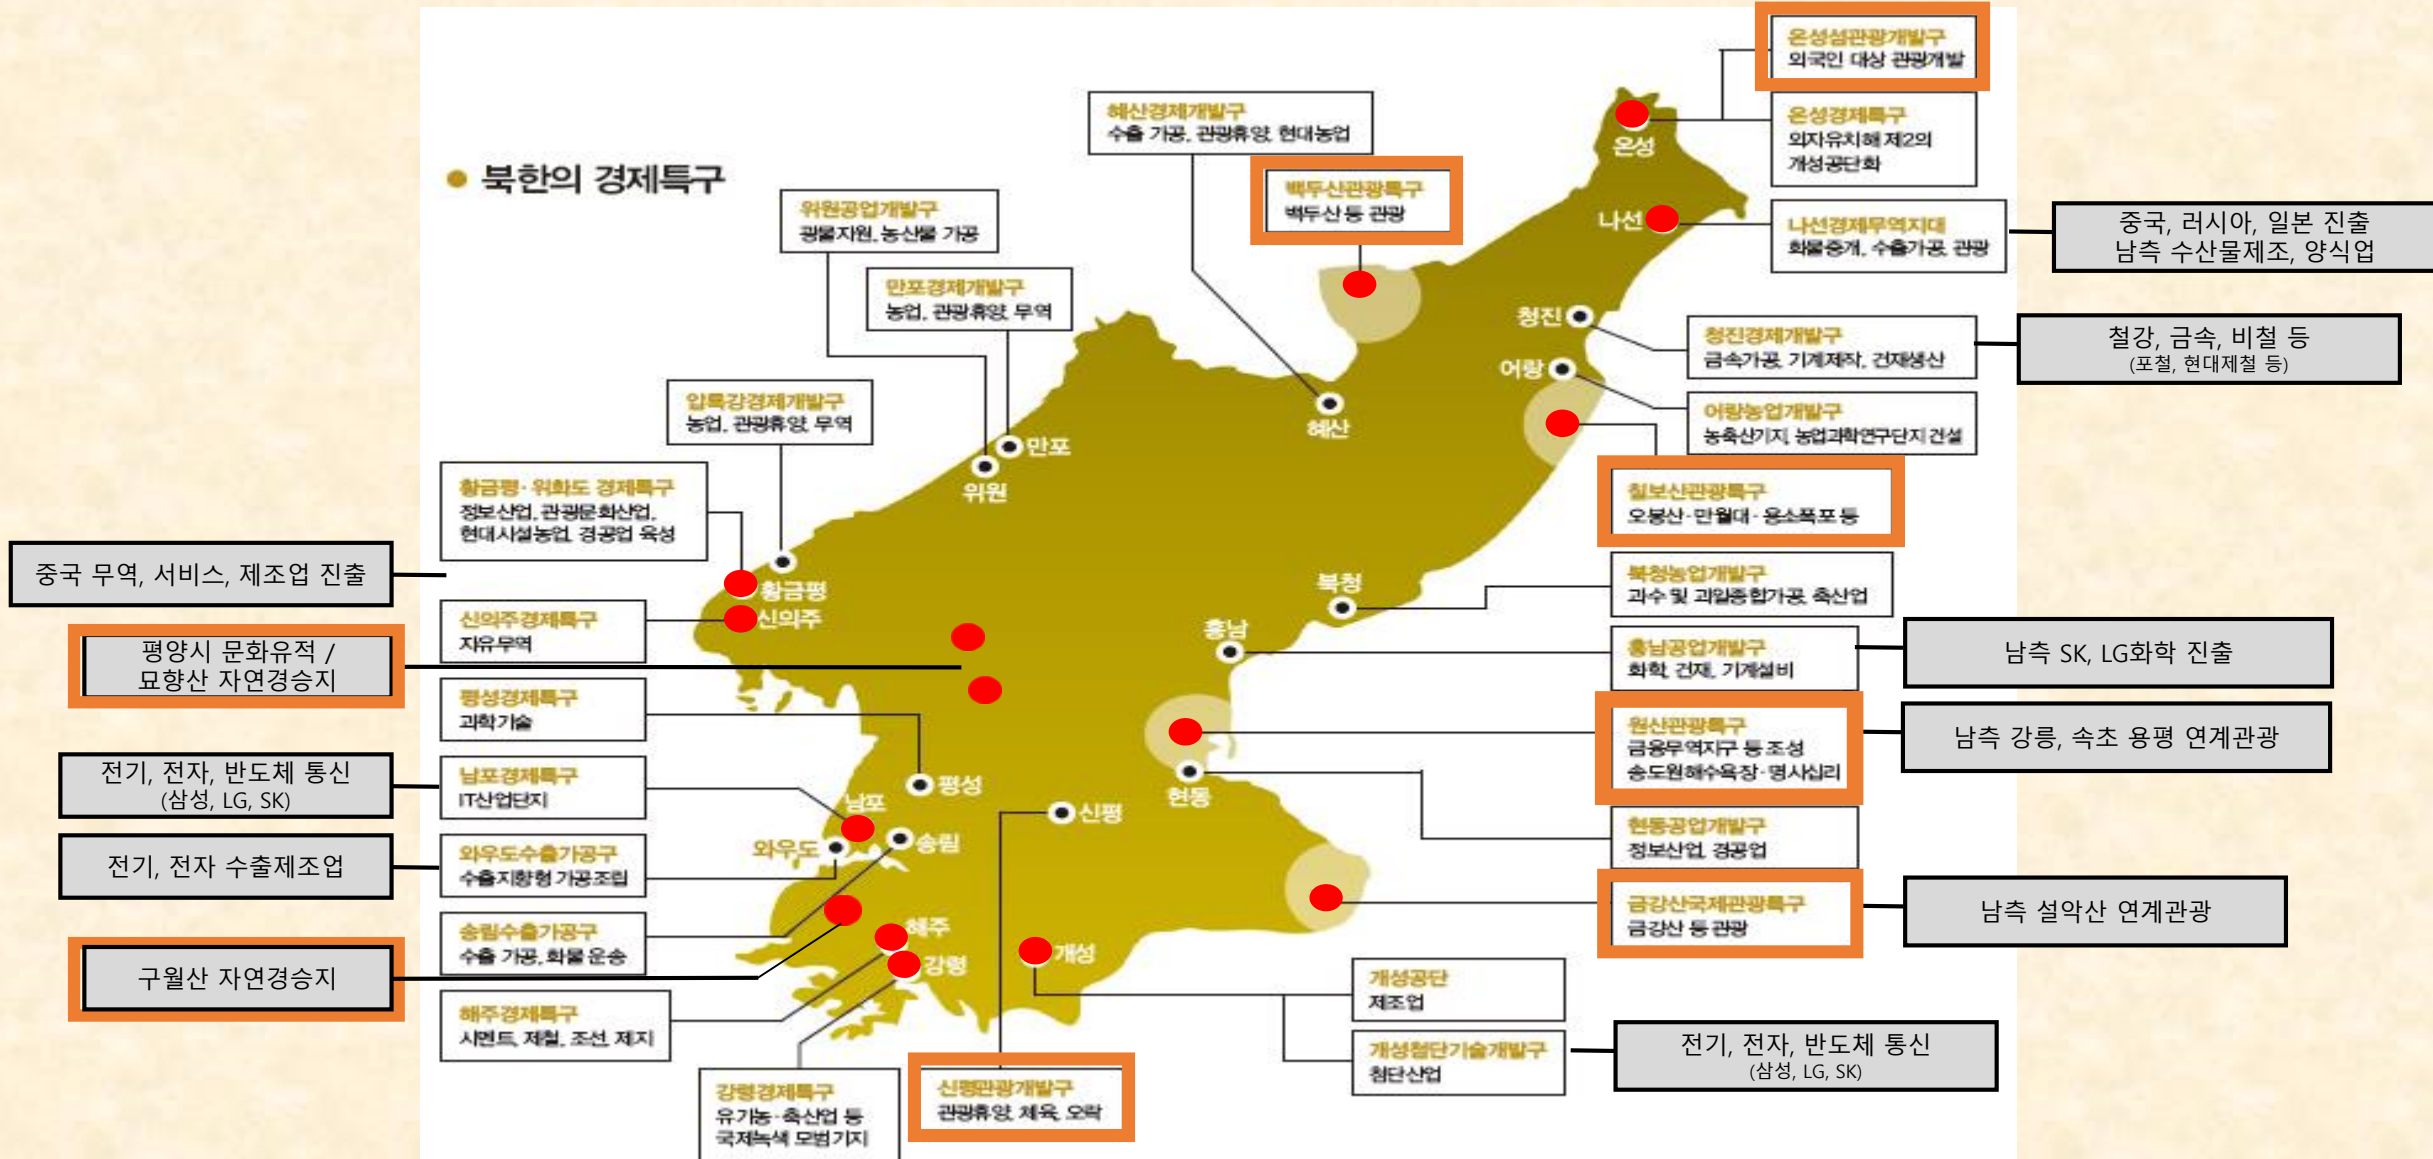 북한의 경제특구
온성섬관광개발구
외국인 대상 관광개발
온성경제특구
외자유치해 제2의
개성공단화
혜산경제개발구
수출 가공, 관광휴양, 현대농업
백두산관광특구
백두산 등 관광
위원공업개발구
광물자원, 농산물 가공
만포경제개발구
농업, 관광휴양, 무역
압록강경제개발구
농업, 관광휴양, 무역
황금평·위화도 경제특구
정보산업, 관광문화산업,
현대시설농업, 경공업 육성
중국 무역, 서비스, 제조업 진출
신의주경제특구
자유무역
평양시 문화유적 /
묘향산 자연경승지
평성경제특구
과학기술
전기, 전자, 반도체 통신
(삼성, LG, SK)
남포경제특구
IT산업단지
전기, 전자 수출제조업
와우도수출가공구
수출지향형 가공조립
송림수출가공구
수출 가공, 화물운송
구월산 자연경승지
해주경제특구
시멘트, 제철, 조선, 제지
강령경제특구
유기농·축산업 등
국제녹색 모범기지
신평관광개발구
관광휴양, 체육, 오락
온성
나선
청진
어랑
혜산
만포
위원
황금평
신의주
북청
흥남
현동
평성
신평
남포
와우도
송림
해주
강령
개성
나선경제무역지대
화물중개, 수출가공, 관광
중국, 러시아, 일본 진출
남측 수산물제조, 양식업
청진경제개발구
금속가공, 기계제작, 건재생산
철강, 금속, 비철 등
(포철, 현대제철 등)
어랑농업개발구
농축산기지, 농업과학연구단지 건설
칠보산관광특구
오봉산·만월대·용소폭포 등
북청농업개발구
과수 및 과일종합가공, 축산업
흥남공업개발구
화학, 건재, 기계설비
남측 SK, LG화학 진출
원산관광특구
금융무역지구 등 조성
송도원해수욕장·명사십리
남측 강릉, 속초 용평 연계관광
현동공업개발구
정보산업, 경공업
금강산국제관광특구
금강산 등 관광
남측 설악산 연계관광
개성공단
제조업
개성첨단기술개발구
첨단산업
전기, 전자, 반도체 통신
(삼성, LG, SK)